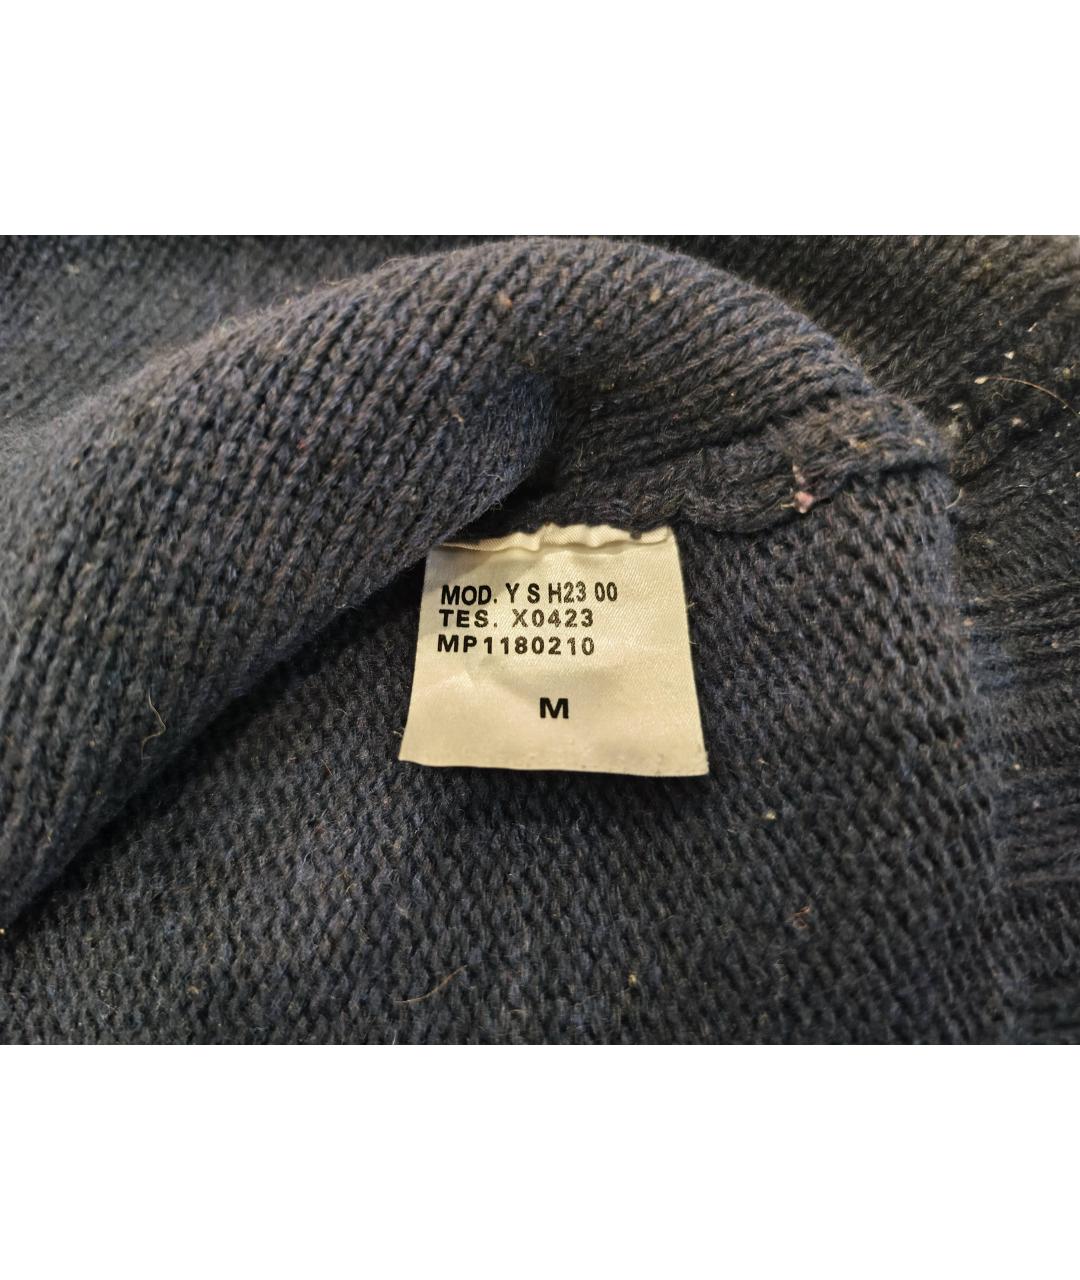 MOD. Y S H23 00
TES. X0423
MP1180210
M